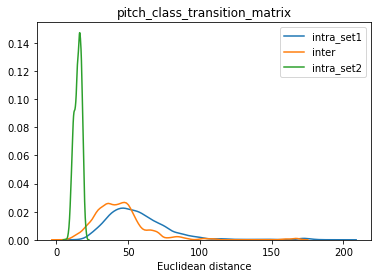 pitch_class_transition_matrix
intra_set1
inter
intra_set2
0.14
0.12
0.10
0.08
0.06
0.04
0.02
0.00
0
50
100
150
200
Euclidean distance